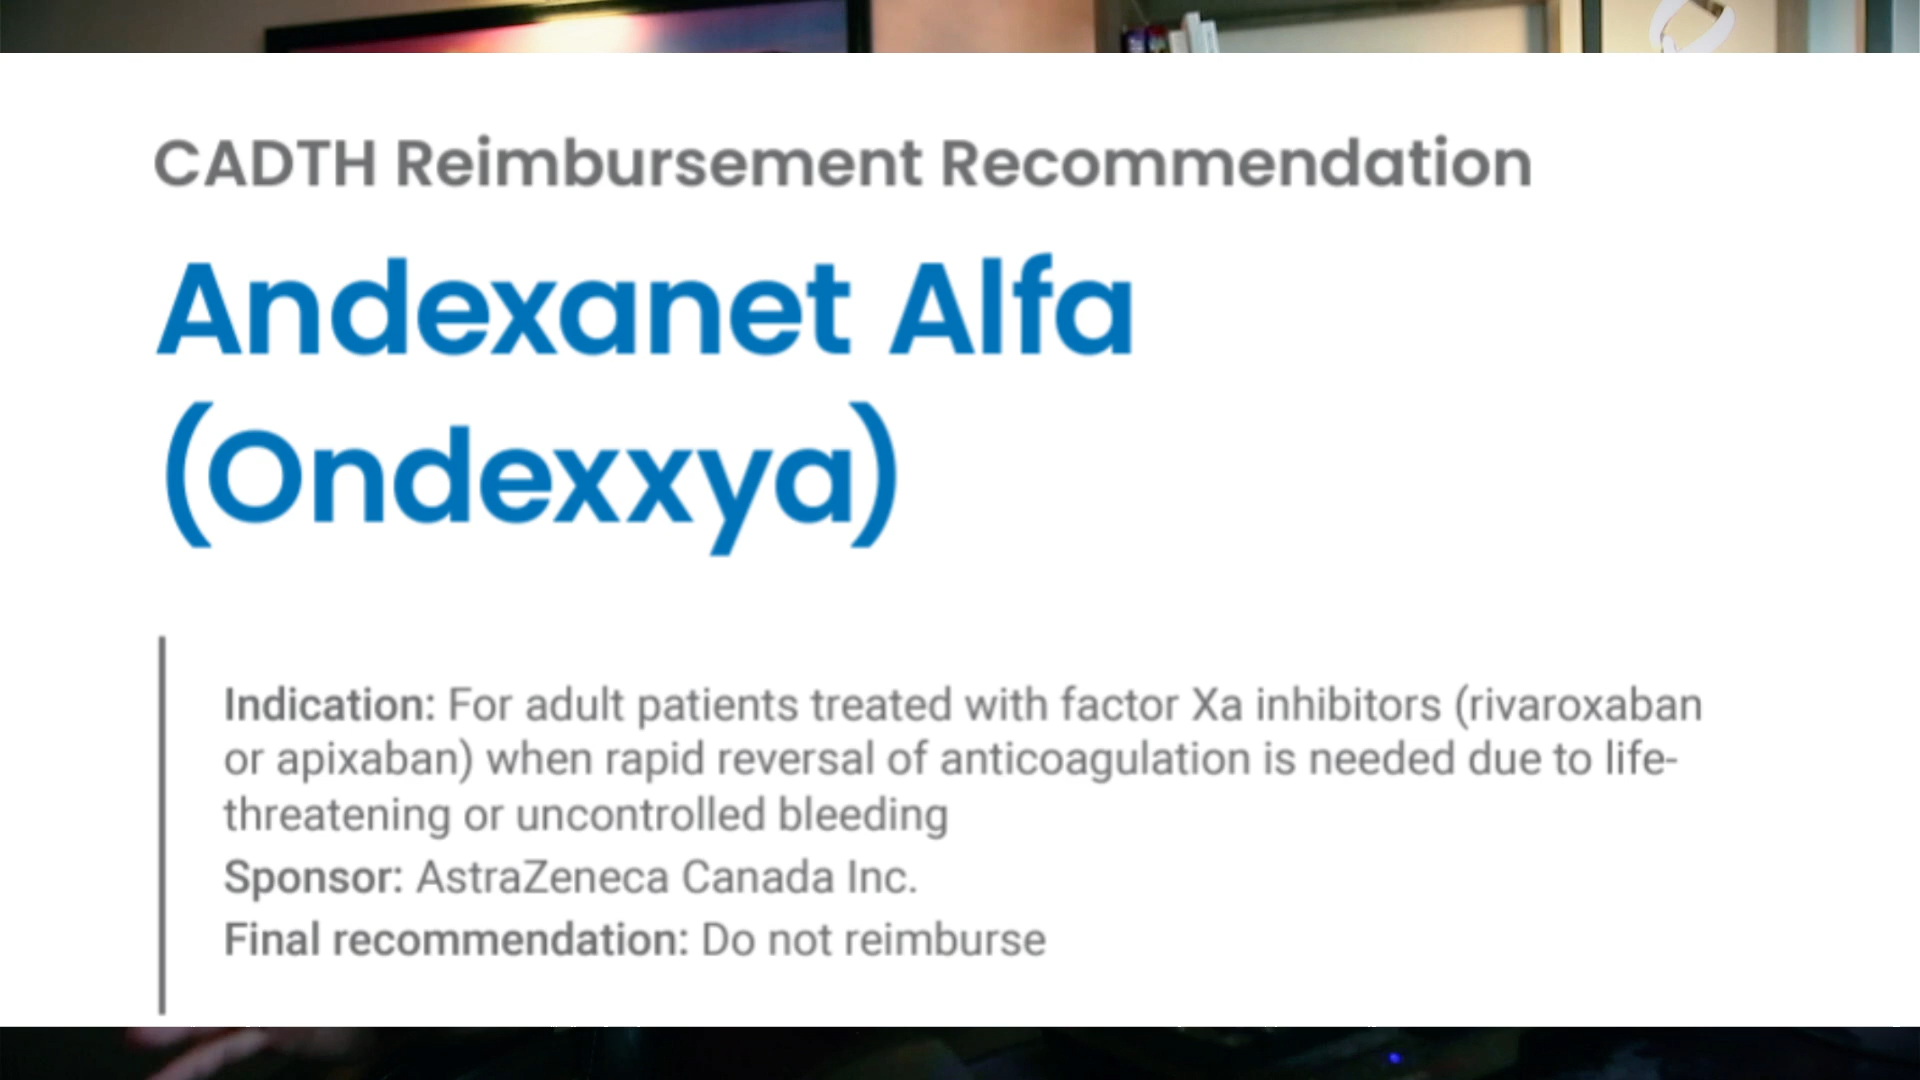 CADTH Reimbursement Recommendation
Andexanet Alfa
(Ondexxya)
Indication: For adult patients treated with factor Xa inhibitors (rivaroxaban
or apixaban) when rapid reversal of anticoagulation is needed due to life-
threatening or uncontrolled bleeding
Sponsor: AstraZeneca Canada Inc.
Final recommendation: Do not reimburse